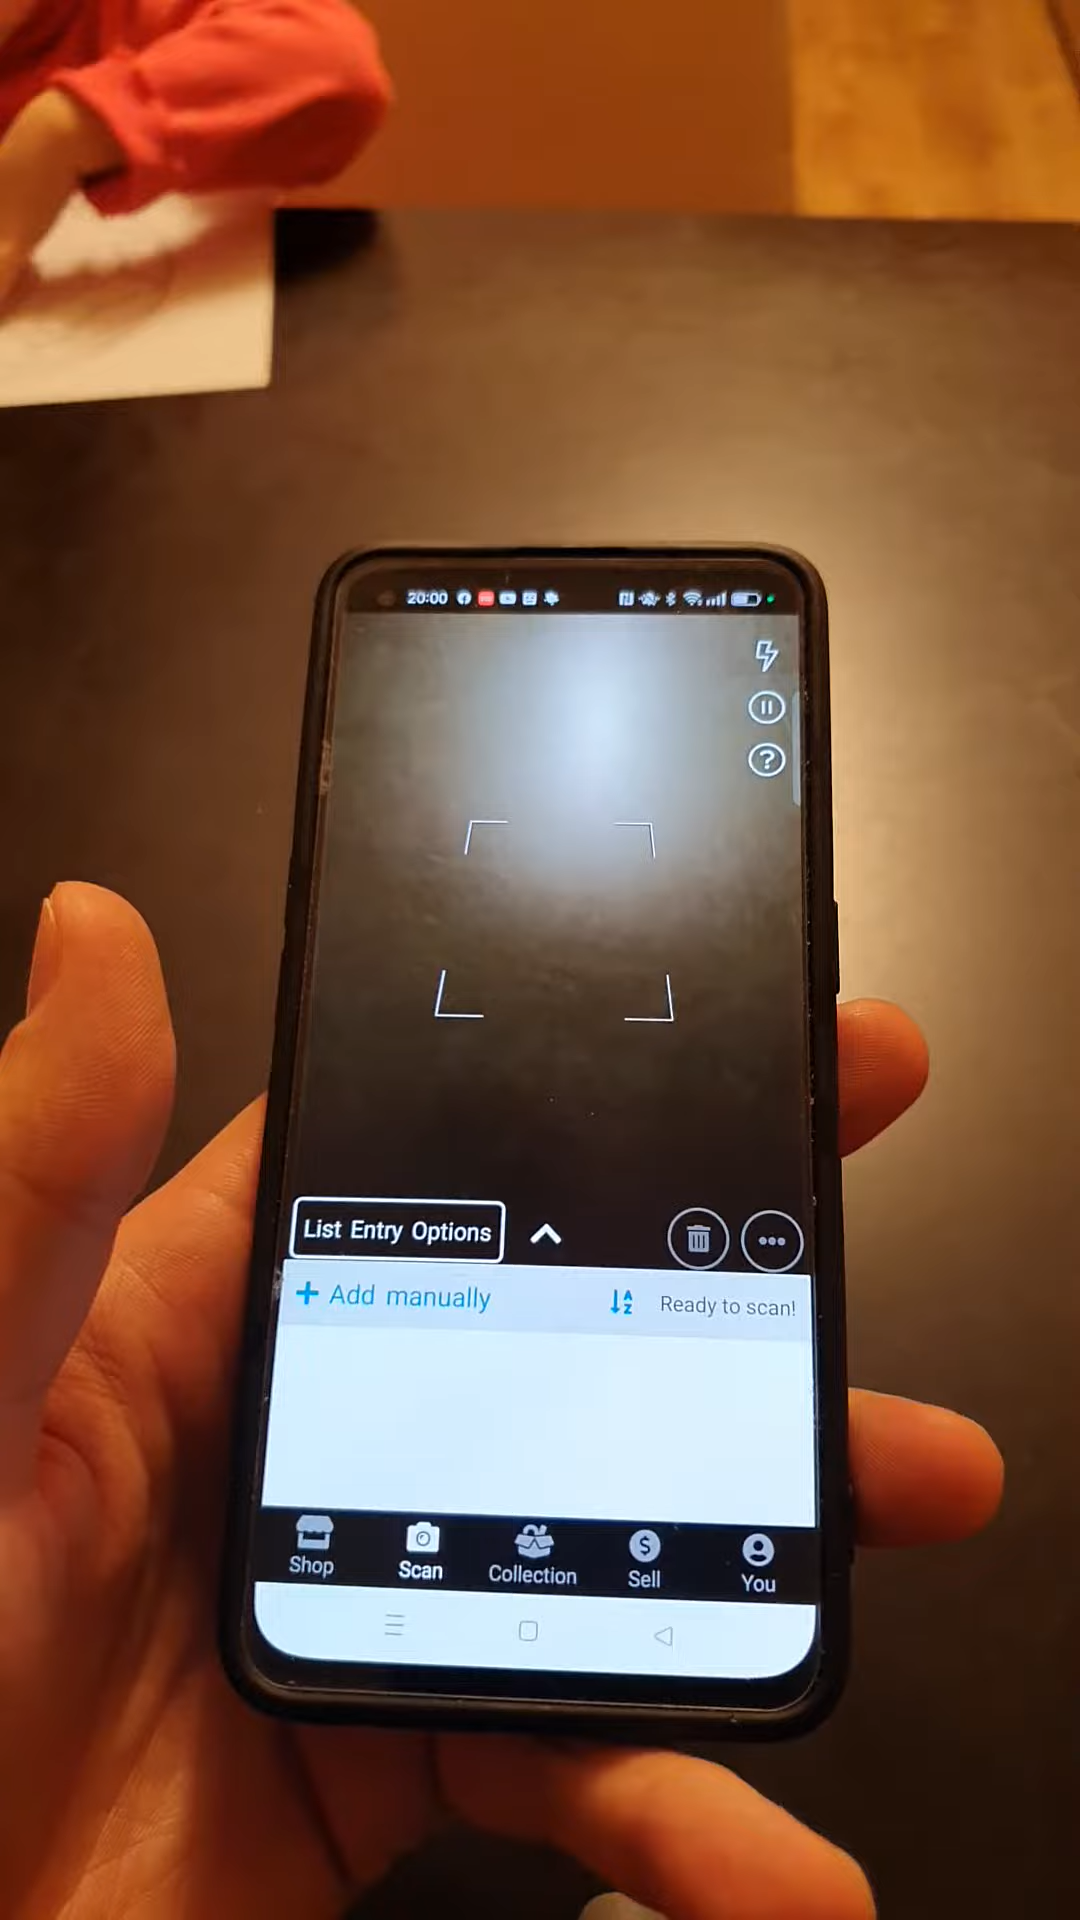 20:00
List Entry Options
+ Add manually
Ready to scan!
Shop
Scan
Collection
Sell
You